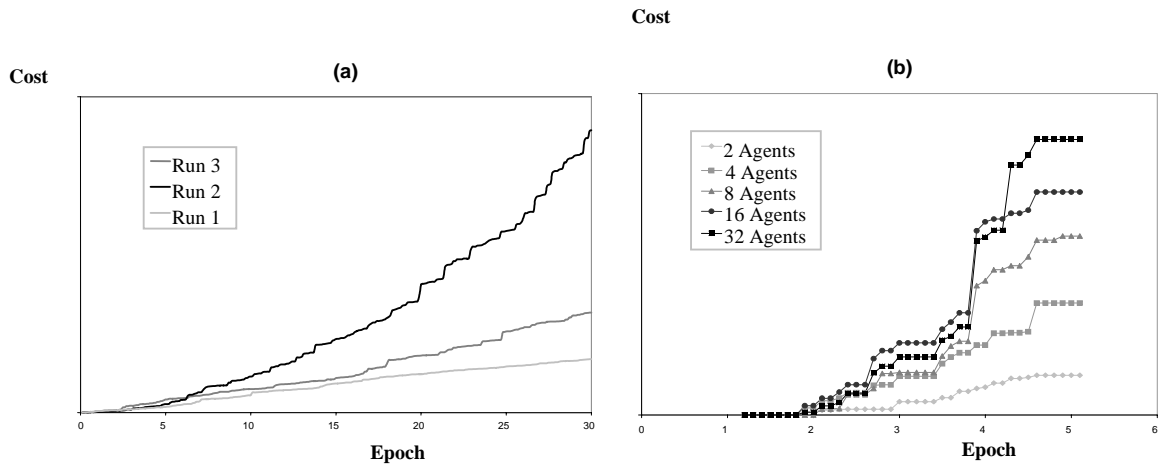 Cost
(a)
Run 3
Run 2
Run 1
0 5 10 15 20 25 30
Epoch
Cost
(b)
2 Agents
4 Agents
8 Agents
16 Agents
32 Agents
0 1 2 3 4 5 6
Epoch